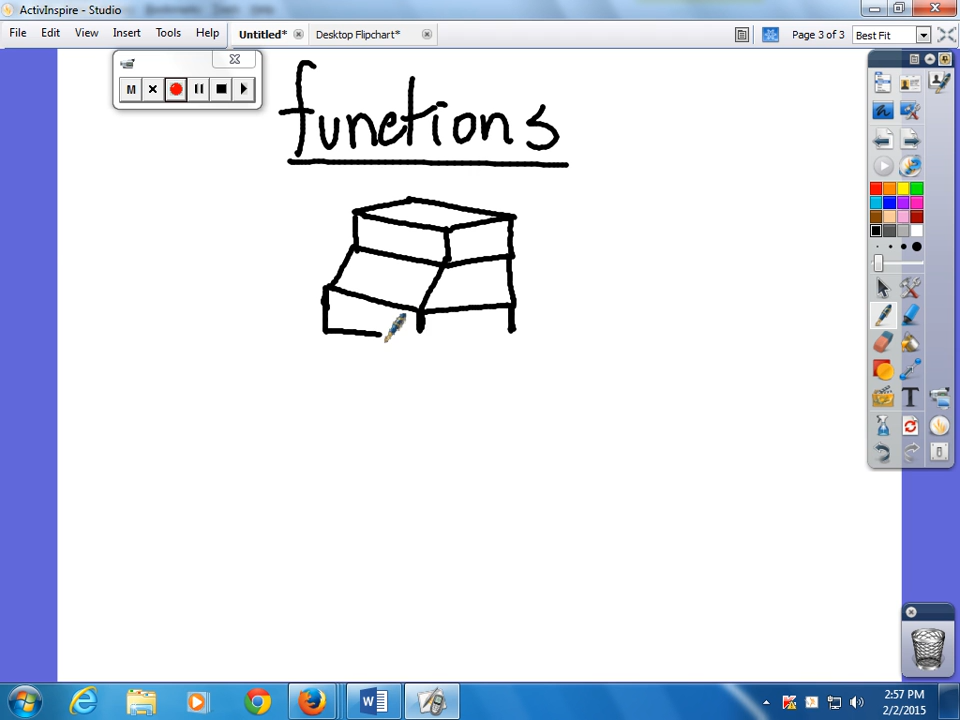 ActivInspire - Studio
File Edit View Insert Tools Help Untitled* Desktop Flipchart* Page 3 of 3 Best Fit
M
functions
T
2:57 PM
2/2/2015